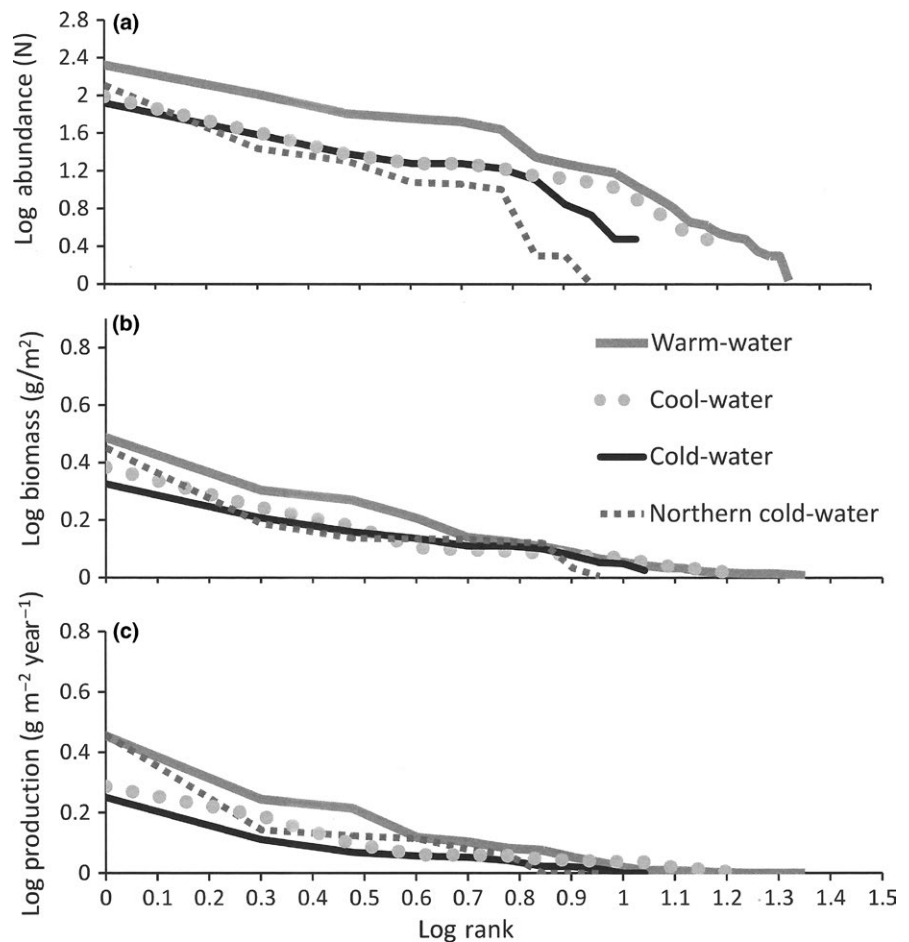 (a)
Log abundance (N)
2.8
2.4
2
1.6
1.2
0.8
0.4
0
(b)
Log biomass (g/m²)
0.8
0.6
0.4
0.2
0
Warm-water
Cool-water
Cold-water
Northern cold-water
(c)
Log production (g m⁻² year⁻¹)
0.8
0.6
0.4
0.2
0
0 0.1 0.2 0.3 0.4 0.5 0.6 0.7 0.8 0.9 1 1.1 1.2 1.3 1.4 1.5
Log rank